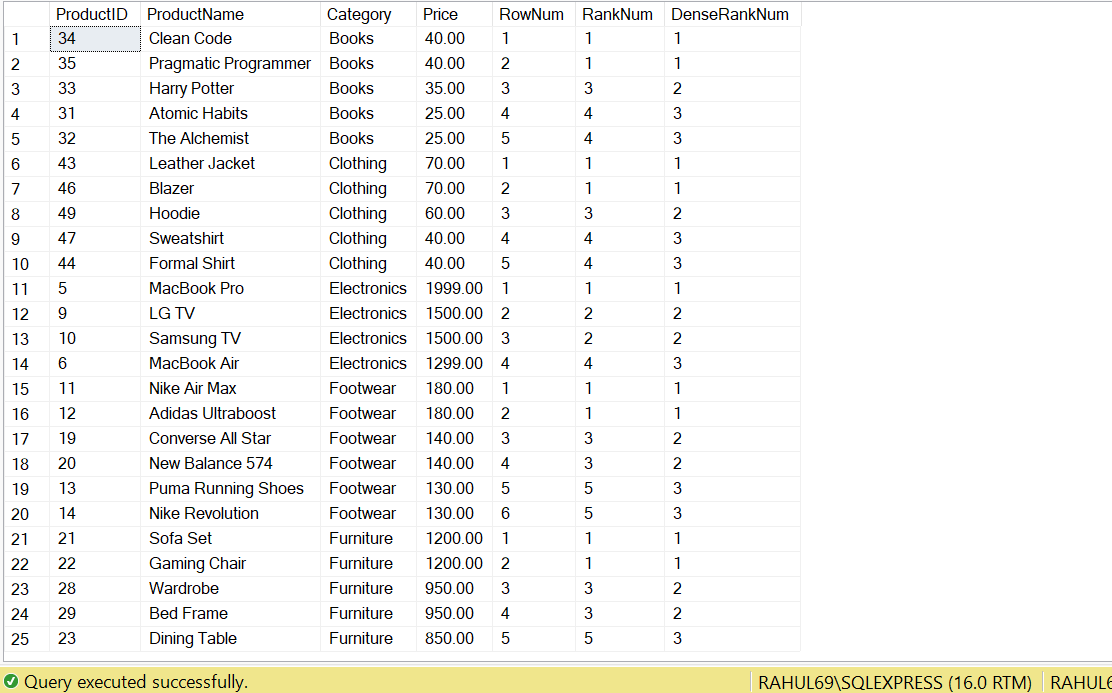 ProductID ProductName Category Price RowNum RankNum DenseRankNum
1 34 Clean Code Books 40.00 1 1 1
2 35 Pragmatic Programmer Books 40.00 2 1 1
3 33 Harry Potter Books 35.00 3 3 2
4 31 Atomic Habits Books 25.00 4 4 3
5 32 The Alchemist Books 25.00 5 4 3
6 43 Leather Jacket Clothing 70.00 1 1 1
7 46 Blazer Clothing 70.00 2 1 1
8 49 Hoodie Clothing 60.00 3 3 2
9 47 Sweatshirt Clothing 40.00 4 4 3
10 44 Formal Shirt Clothing 40.00 5 4 3
11 5 MacBook Pro Electronics 1999.00 1 1 1
12 9 LG TV Electronics 1500.00 2 2 2
13 10 Samsung TV Electronics 1500.00 3 2 2
14 6 MacBook Air Electronics 1299.00 4 4 3
15 11 Nike Air Max Footwear 180.00 1 1 1
16 12 Adidas Ultraboost Footwear 180.00 2 1 1
17 19 Converse All Star Footwear 140.00 3 3 2
18 20 New Balance 574 Footwear 140.00 4 3 2
19 13 Puma Running Shoes Footwear 130.00 5 5 3
20 14 Nike Revolution Footwear 130.00 6 5 3
21 21 Sofa Set Furniture 1200.00 1 1 1
22 22 Gaming Chair Furniture 1200.00 2 1 1
23 28 Wardrobe Furniture 950.00 3 3 2
24 29 Bed Frame Furniture 950.00 4 3 2
25 23 Dining Table Furniture 850.00 5 5 3
Query executed successfully. RAHUL69\SQLEXPRESS (16.0 RTM)